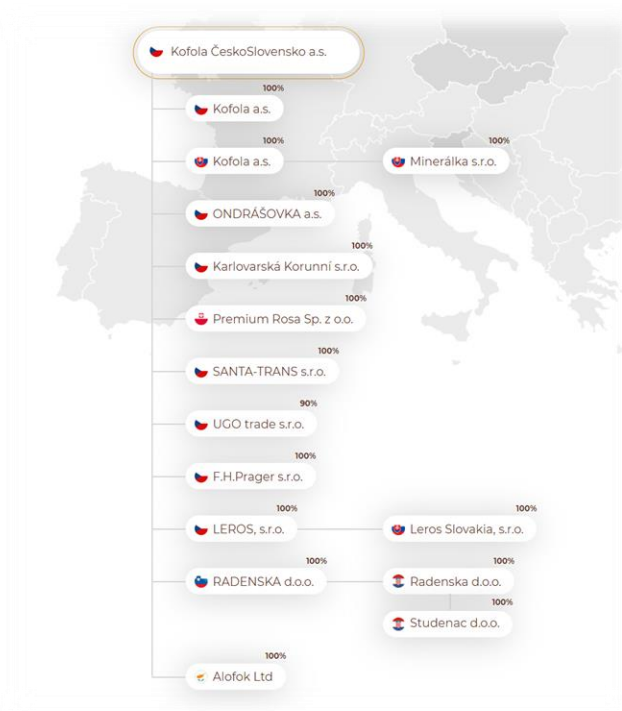 Kofola ČeskoSlovensko a.s.
100%
Kofola a.s.
100%
Kofola a.s.
100%
Minerálka s.r.o.
100%
ONDRÁŠOVKA a.s.
100%
Karlovarská Korunní s.r.o.
100%
Premium Rosa Sp. z o.o.
100%
SANTA-TRANS s.r.o.
90%
UGO trade s.r.o.
100%
F.H.Prager s.r.o.
100%
LEROS, s.r.o.
100%
Leros Slovakia, s.r.o.
100%
RADENSKA d.o.o.
100%
Radenska d.o.o.
100%
Studenac d.o.o.
100%
Alofok Ltd